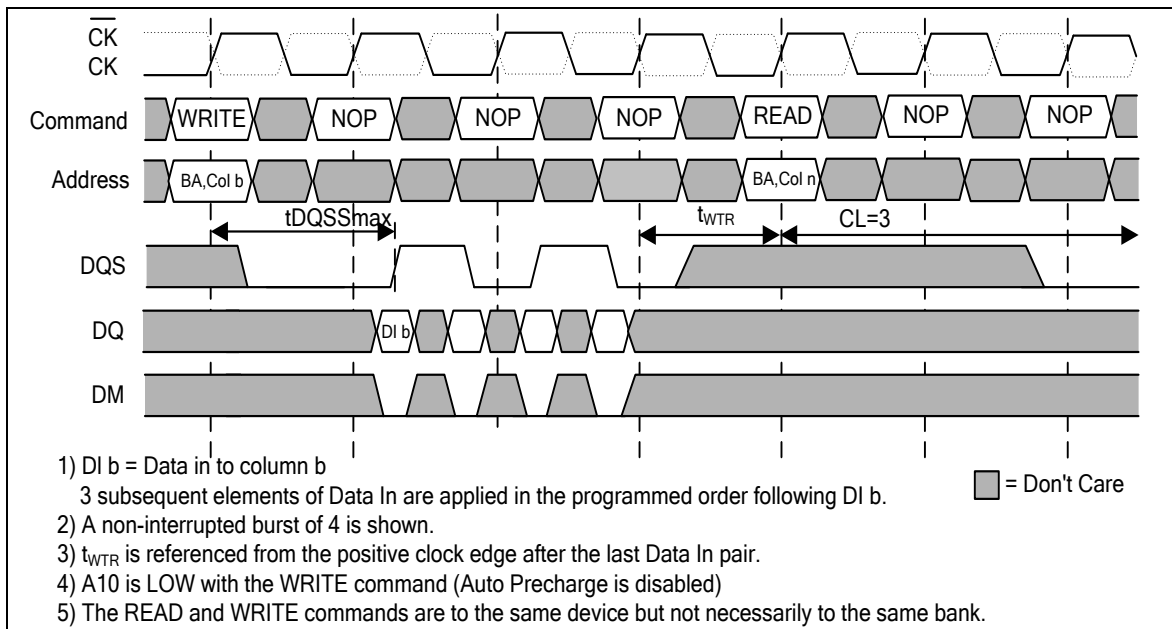 CK
CK
Command WRITE NOP NOP NOP READ NOP NOP
Address BA,Col b BA,Col n
tDQSSmax tWTR CL=3
DQS
DQ DI b
DM
1) DI b = Data in to column b
3 subsequent elements of Data In are applied in the programmed order following DI b.
= Don't Care
2) A non-interrupted burst of 4 is shown.
3) tWTR is referenced from the positive clock edge after the last Data In pair.
4) A10 is LOW with the WRITE command (Auto Precharge is disabled)
5) The READ and WRITE commands are to the same device but not necessarily to the same bank.